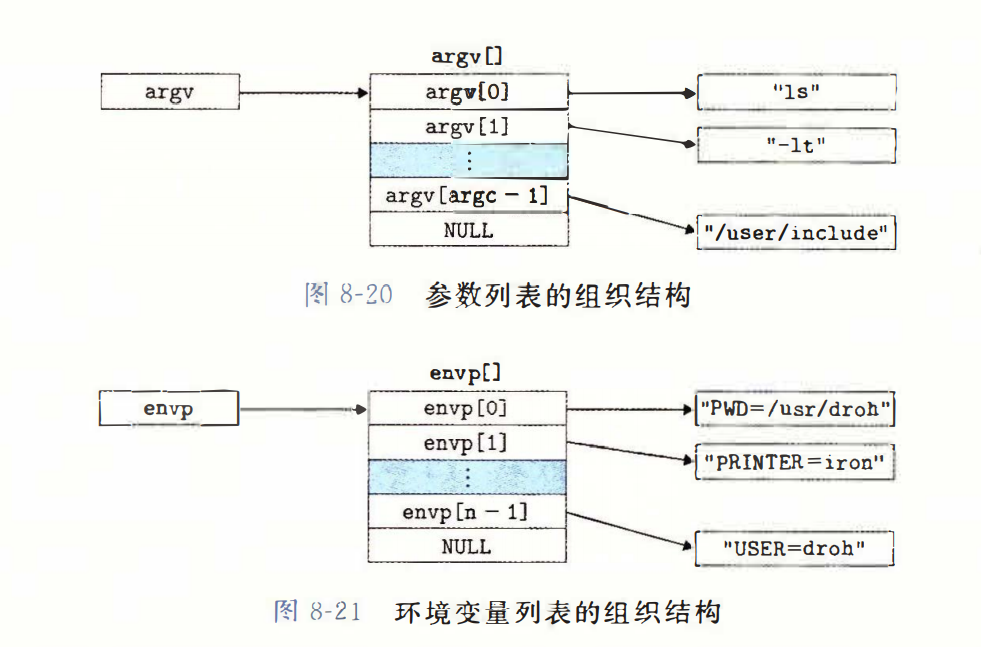 argv[]
argv
argv[0]
"ls"
argv[1]
"-lt"
⋮
argv[argc − 1]
"/user/include"
NULL
图 8-20 参数列表的组织结构
envp[]
envp
envp[0]
"PWD=/usr/droh"
envp[1]
"PRINTER=iron"
⋮
envp[n − 1]
NULL
"USER=droh"
图 8-21 环境变量列表的组织结构